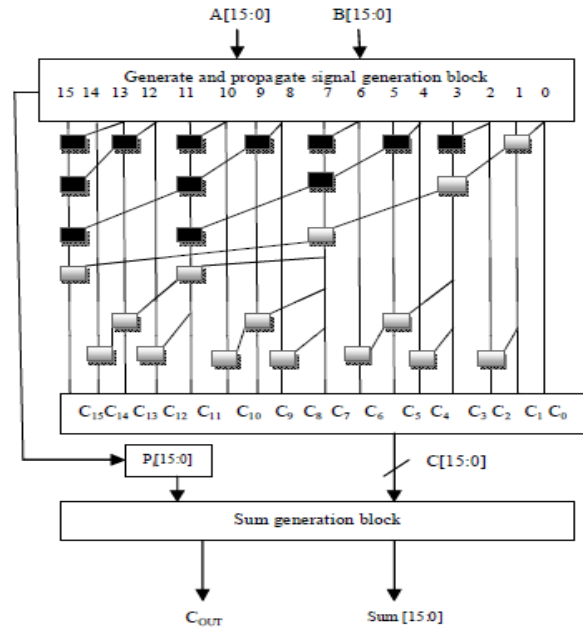 A[15:0] B[15:0]
Generate and propagate signal generation block
15 14 13 12 11 10 9 8 7 6 5 4 3 2 1 0
C₁₅ C₁₄ C₁₃ C₁₂ C₁₁ C₁₀ C₉ C₈ C₇ C₆ C₅ C₄ C₃ C₂ C₁ C₀
Pᵢ[15:0]
C[15:0]
Sum generation block
C_OUT Sum [15:0]